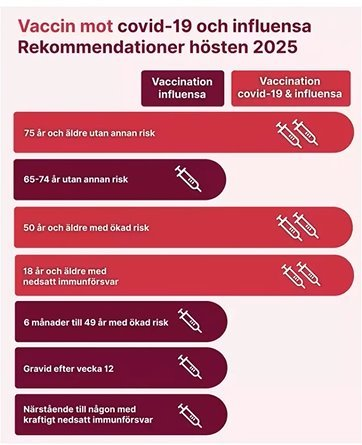 Vaccin mot covid-19 och influensa
Rekommendationer hösten 2025
Vaccination
influensa
Vaccination
covid-19 & influensa
75 år och äldre utan annan risk
65-74 år utan annan risk
50 år och äldre med ökad risk
18 år och äldre med
nedsatt immunförsvar
6 månader till 49 år med ökad risk
Gravid efter vecka 12
Närstående till någon med
kraftigt nedsatt immunförsvar